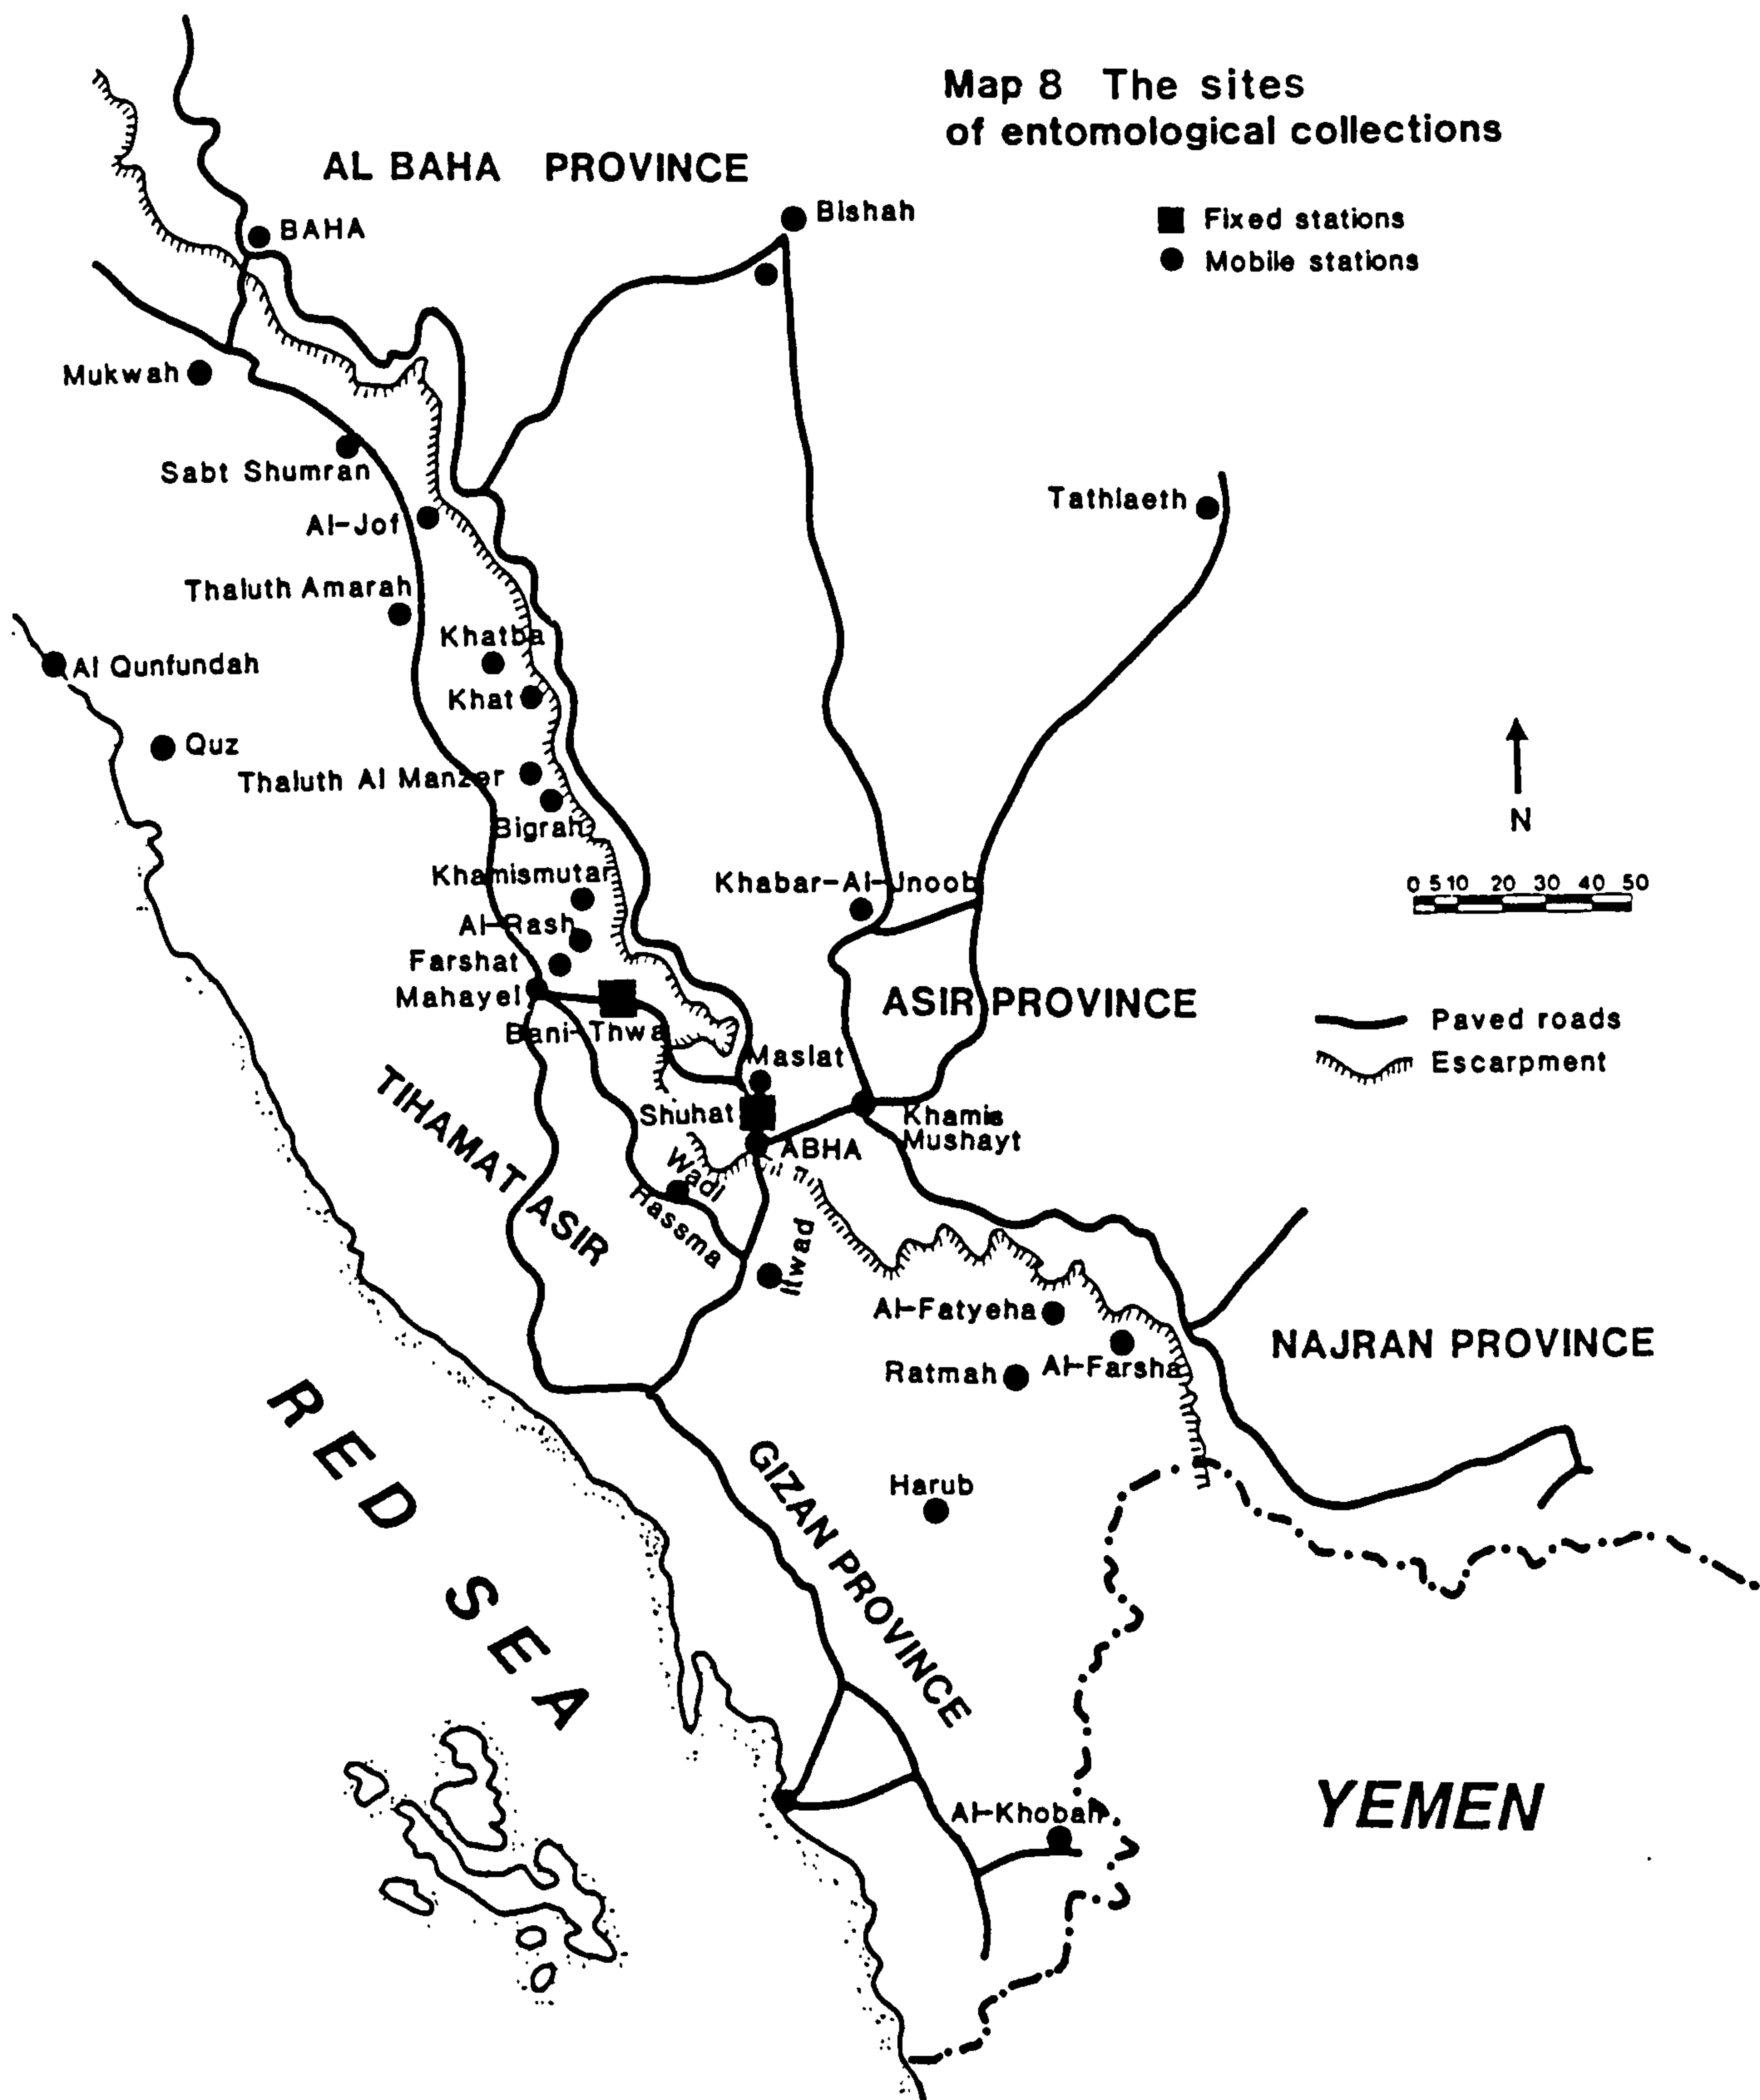 Map 8 The sites
of entomological collections
AL BAHA PROVINCE
Bishah
Fixed stations
BAHA
Mobile stations
Mukwah
Sabt Shumran
Tathlaeth
Al-Jof
Thaluth Amarah
Khatba
Al Qunfundah
Khat
Quz
Thaluth Al Manzer
N
Bigrah
Khamismutar
Khabar-Al-Jnoob
0 5 10 20 30 40 50
Al-Rash
Farshat
Mahayel
ASIR PROVINCE
Paved roads
Bani-Thwa
Maslat
Escarpment
TIHAMAT ASIR
Shuhat
Khamis
Mushayt
ABHA
Wadi
Hassma
Ilwad
Al-Fatyeha
NAJRAN PROVINCE
Ratmah
Al-Farsha
RED SEA
GIZAN PROVINCE
Harub
Al-Khobah
YEMEN